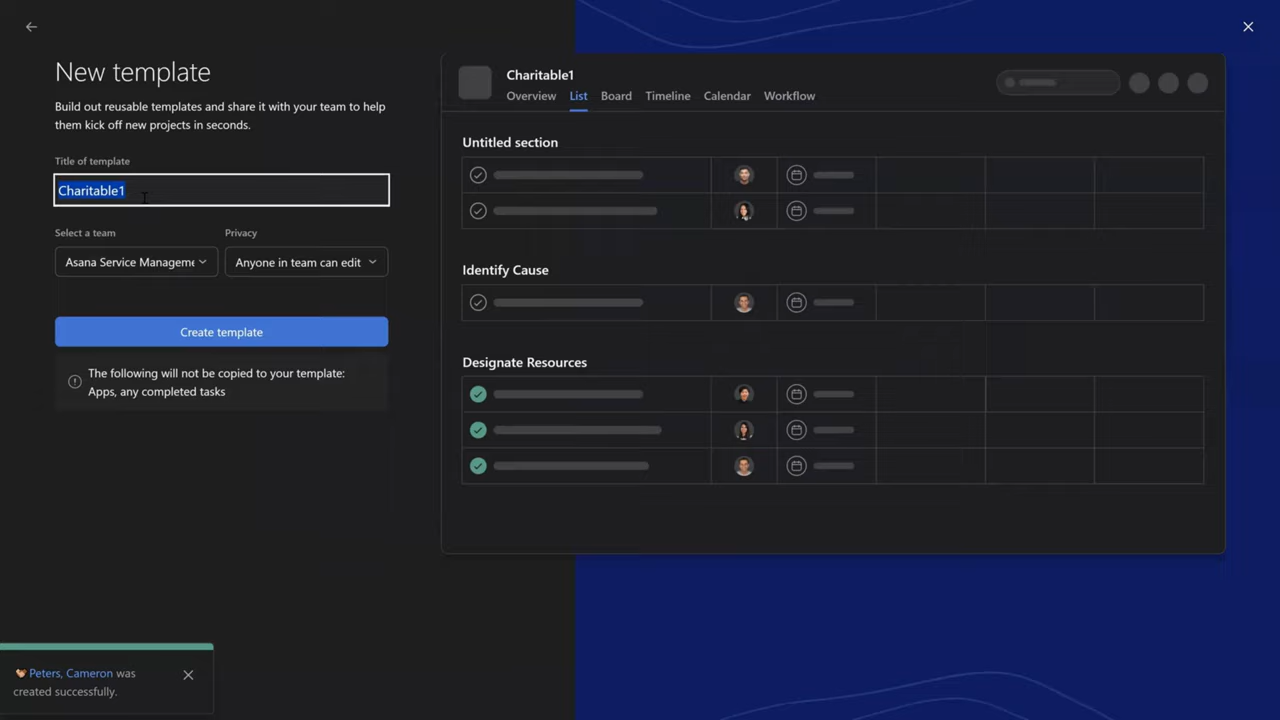 New template
Build out reusable templates and share it with your team to help
them kick off new projects in seconds.
Title of template
Charitable1
Select a team
Privacy
Asana Service Manageme
Anyone in team can edit
Create template
The following will not be copied to your template:
Apps, any completed tasks
Peters, Cameron was
created successfully.
Charitable1
Overview List Board Timeline Calendar Workflow
Untitled section
Identify Cause
Designate Resources